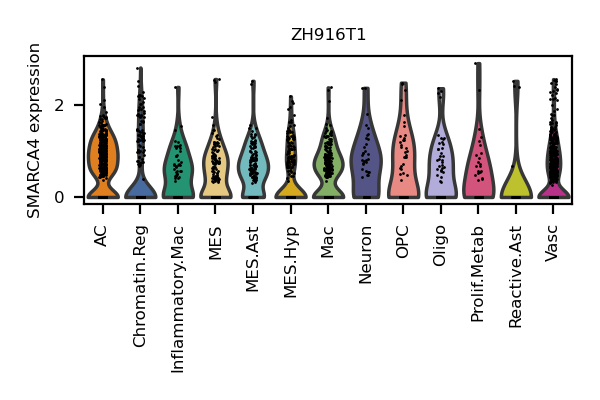 ZH916T1
SMARCA4 expression
2
0
AC
Chromatin.Reg
Inflammatory.Mac
MES
MES.Ast
MES.Hyp
Mac
Neuron
OPC
Oligo
Prolif.Metab
Reactive.Ast
Vasc